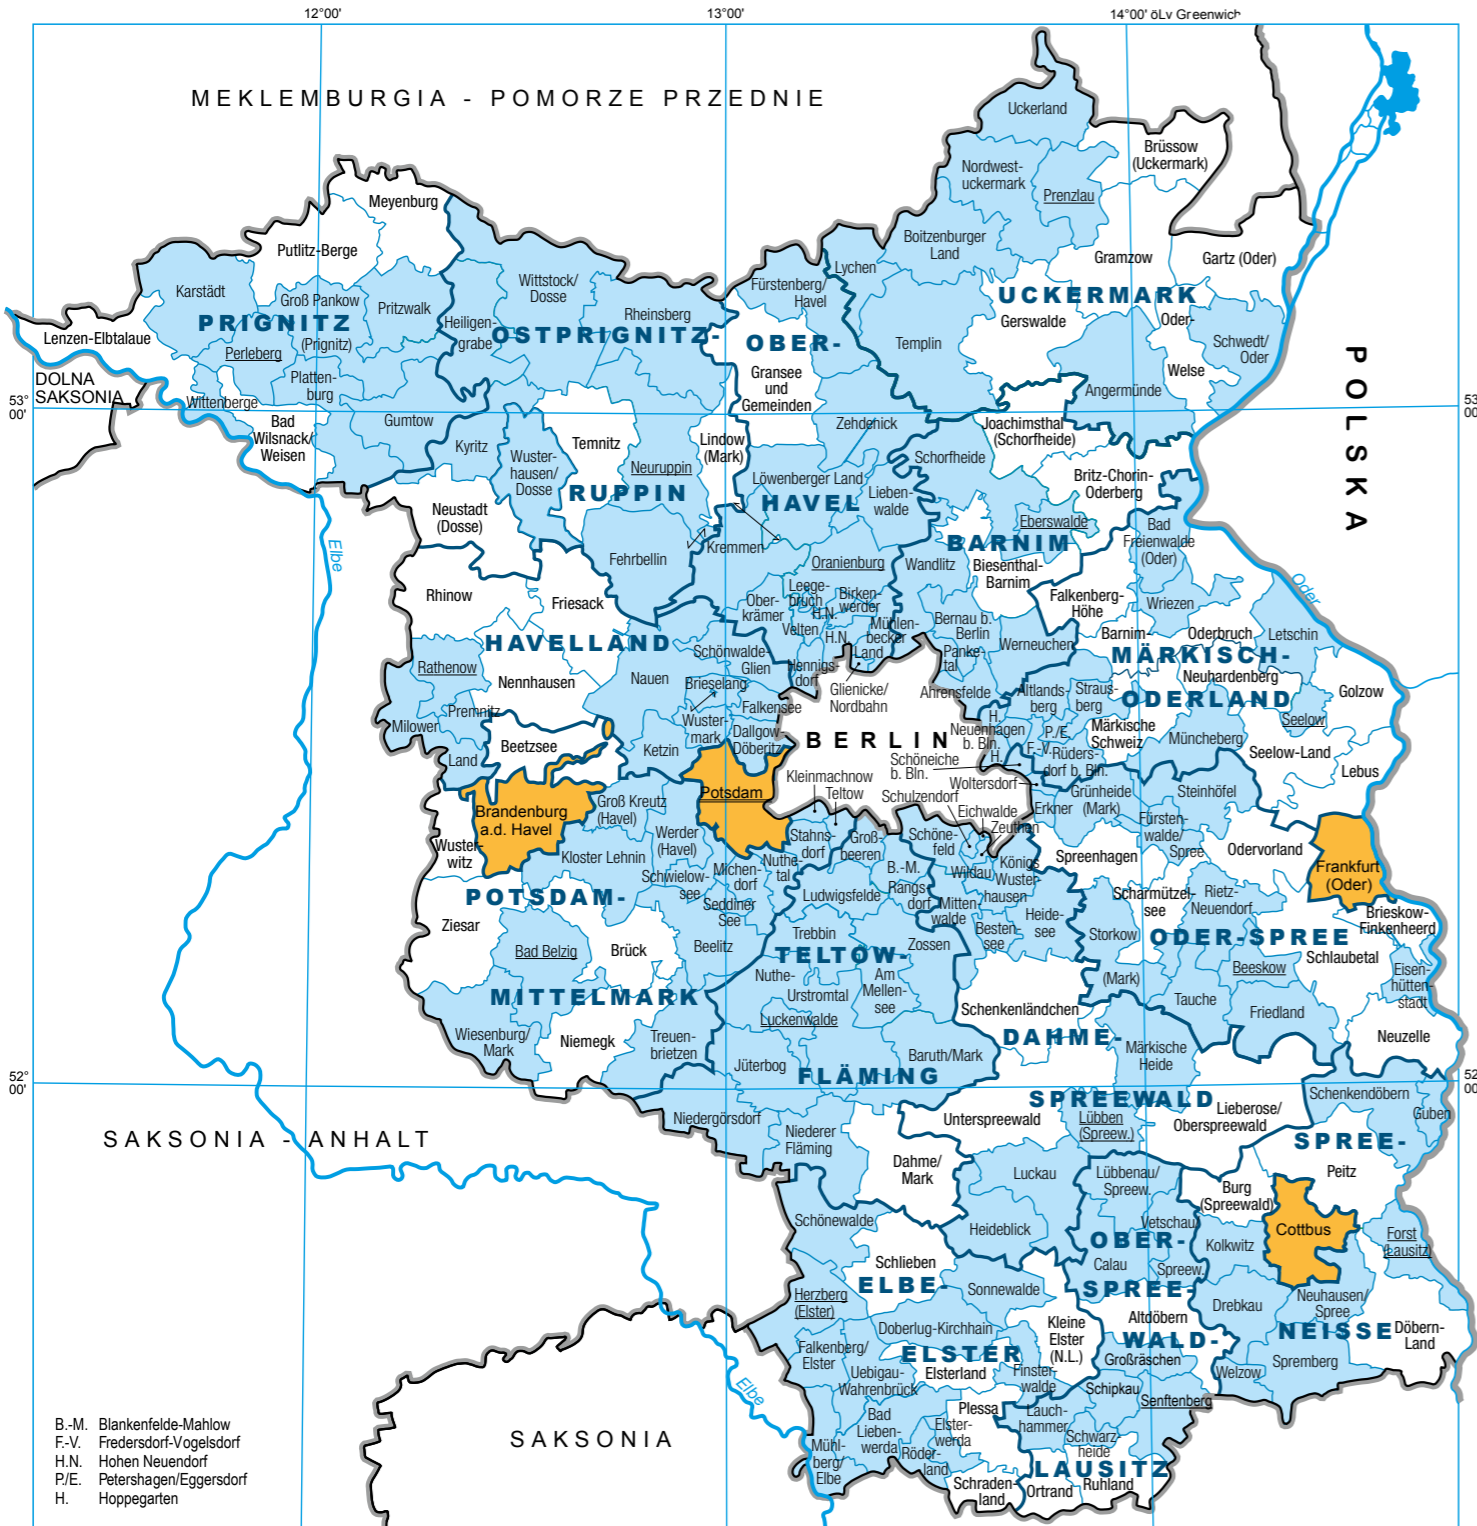 12°00'
13°00'
14°00' öLv Greenwich
MEKLEMBURGIA - POMORZE PRZEDNIE
Uckerland
Brüssow
(Uckermark)
Nordwest-
uckermark
Prenzlau
Meyenburg
Putlitz-Berge
Boitzenburger
Land
Gramzow
Gartz (Oder)
Lychen
Karstädt
Groß Pankow
(Prignitz)
Pritzwalk
Wittstock/
Dosse
Fürstenberg/
Havel
UCKERMARK
PRIGNITZ
Heiligen-
grabe
Rheinsberg
OSTPRIGNITZ-
OBER-
Gerswalde
Oder-
Welse
Schwedt/
Oder
Lenzen-Elbtalaue
Perleberg
Templin
POLSKA
DOLNA
SAKSONIA
Platten-
burg
Gransee
und
Gemeinden
Angermünde
53°
00'
Wittenberge
Bad
Wilsnack/
Weisen
Gumtow
Kyritz
Wuster-
hausen/
Dosse
Temnitz
Neuruppin
Lindow
(Mark)
Zehdenick
Joachimsthal
(Schorfheide)
53
00'
Schorfheide
Britz-Chorin-
Oderberg
RUPPIN
Löwenberger Land
HAVEL
Lieben-
walde
Neustadt
(Dosse)
Eberswalde
BARNIM
Bad
Freienwalde
(Oder)
Elbe
Fehrbellin
Kremmen
Oranienburg
Wandlitz
Biesenthal-
Barnim
Oder
Rhinow
Friesack
Ober-
krämer
Leege-
bruch
H.N.
Birken-
werder
Velten
H.N.
Mühlen-
becker
Land
Falkenberg-
Höhe
Wriezen
HAVELLAND
Bernau b.
Berlin
Werneuchen
Barnim-
Oderbruch
Letschin
Schönwalde-
Glien
Hennigs-
dorf
Panke-
tal
MÄRKISCH-
Rathenow
Nennhausen
Nauen
Brieselang
Glienicke/
Nordbahn
Ahrensfelde
Altlands-
berg
Straus-
berg
Neuhardenberg
ODERLAND
Golzow
Premnitz
Falkensee
Seelow
Milower
Land
Beetzsee
Ketzin
Wuster-
mark
Dallgow-
Döberitz
BERLIN
H.
Neuenhagen
b. Bln.
H.
P./E.
F.-V.
Märkische
Schweiz
Müncheberg
Seelow-Land
Lebus
Schöneiche
b. Bln.
Rüders-
dorf b. Bln.
Kleinmachnow
Teltow
Woltersdorf
Schulzendorf
Eichwalde
Zeuthen
Erkner
Grünheide
(Mark)
Steinhöfel
Brandenburg
a.d. Havel
Potsdam
Groß Kreutz
(Havel)
Werder
(Havel)
Stahns-
dorf
Groß-
beeren
Schöne-
feld
Fürsten-
walde/
Spree
Wuster-
witz
Kloster Lehnin
Schwielow-
see
Michen-
dorf
Nuthe-
tal
B.-M.
Wildau
Königs
Wuster-
hausen
Spreenhagen
Odervorland
Frankfurt
(Oder)
POTSDAM-
Seddiner
See
Ludwigsfelde
Rangs-
dorf
Mitten-
walde
Scharmützel-
see
Rietz-
Neuendorf
Brieskow-
Finkenheerd
Ziesar
Bad Belzig
Brück
Beelitz
Trebbin
TELTOW-
Zossen
Besten-
see
Heide-
see
Storkow
(Mark)
ODER-SPREE
Schlaubetal
Beeskow
Eisen-
hütten-
stadt
MITTELMARK
Nuthe-
Urstromtal
Am
Mellen-
see
Schenkenländchen
Tauche
Friedland
Luckenwalde
DAHME-
Neuzelle
Wiesenburg/
Mark
Niemegk
Treuen-
brietzen
Jüterbog
FLÄMING
Baruth/Mark
Märkische
Heide
52°
00'
52
00'
SPREEWALD
Schenkendöbern
Guben
Niedergörsdorf
Niederer
Fläming
Unterspreewald
Lübben
(Spreew.)
Lieberose/
Oberspreewald
SAKSONIA - ANHALT
SPREE-
Dahme/
Mark
Luckau
Lübbenau/
Spreew.
Burg
(Spreewald)
Peitz
Schönewalde
Heideblick
Vetschau/
Spreew.
Cottbus
OBER-
Kolkwitz
Forst
(Lausitz)
Schlieben
Calau
ELBE-
Sonnewalde
SPREE-
Herzberg
(Elster)
Drebkau
Neuhausen/
Spree
Altdöbern
Doberlug-Kirchhain
Kleine
Elster
(N.L.)
WALD-
NEISSE
Döbern-
Land
Falkenberg/
Elster
ELSTER
Großräschen
Uebigau-
Wahrenbrück
Elsterland
Finster-
walde
Welzow
Spremberg
Elbe
Schipkau
Senftenberg
Plessa
Lauch-
hammer
Bad
Lieben-
werda
Elster-
werda
Schwarz-
heide
Mühl-
berg/
Elbe
Röder-
land
LAUSITZ
Schraden-
land
Ortrand
Ruhland
SAKSONIA
B.-M. Blankenfelde-Mahlow
F.-V. Fredersdorf-Vogelsdorf
H.N. Hohen Neuendorf
P./E. Petershagen/Eggersdorf
H. Hoppegarten